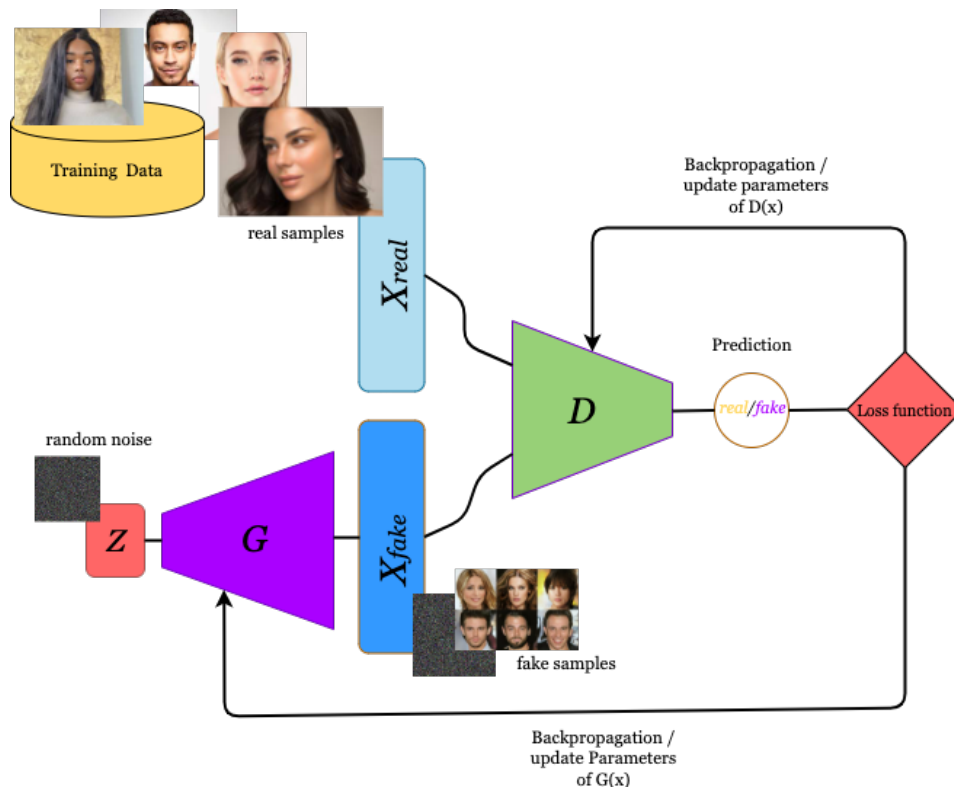 Training Data
real samples
Xreal
Backpropagation /
update parameters
of D(x)
Prediction
D
real/fake
Loss function
random noise
Z
G
Xfake
fake samples
Backpropagation /
update Parameters
of G(x)